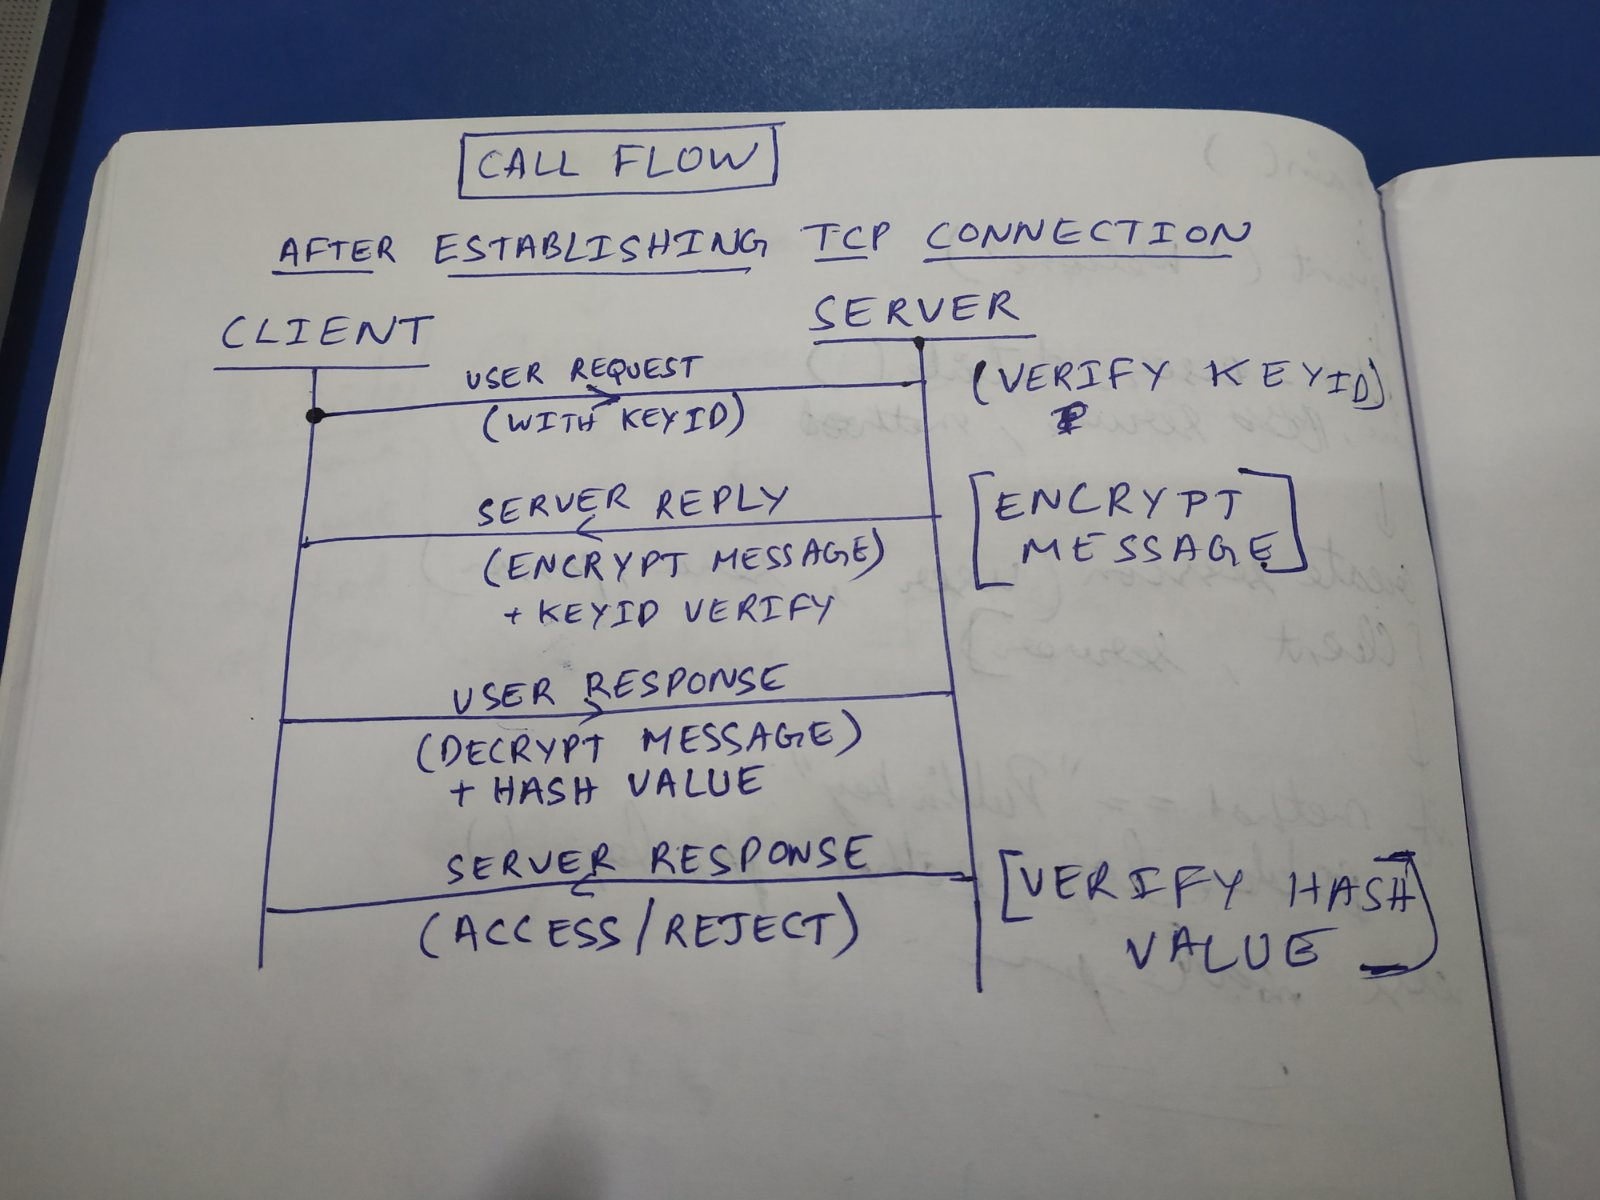 CALL FLOW
AFTER ESTABLISHING TCP CONNECTION
CLIENT
SERVER
USER REQUEST
(WITH KEYID)
(VERIFY KEYID)
SERVER REPLY
(ENCRYPT MESSAGE)
+ KEYID VERIFY
[ENCRYPT
MESSAGE]
USER RESPONSE
(DECRYPT MESSAGE)
+ HASH VALUE
SERVER RESPONSE
(ACCESS/REJECT)
[VERIFY HASH
VALUE]